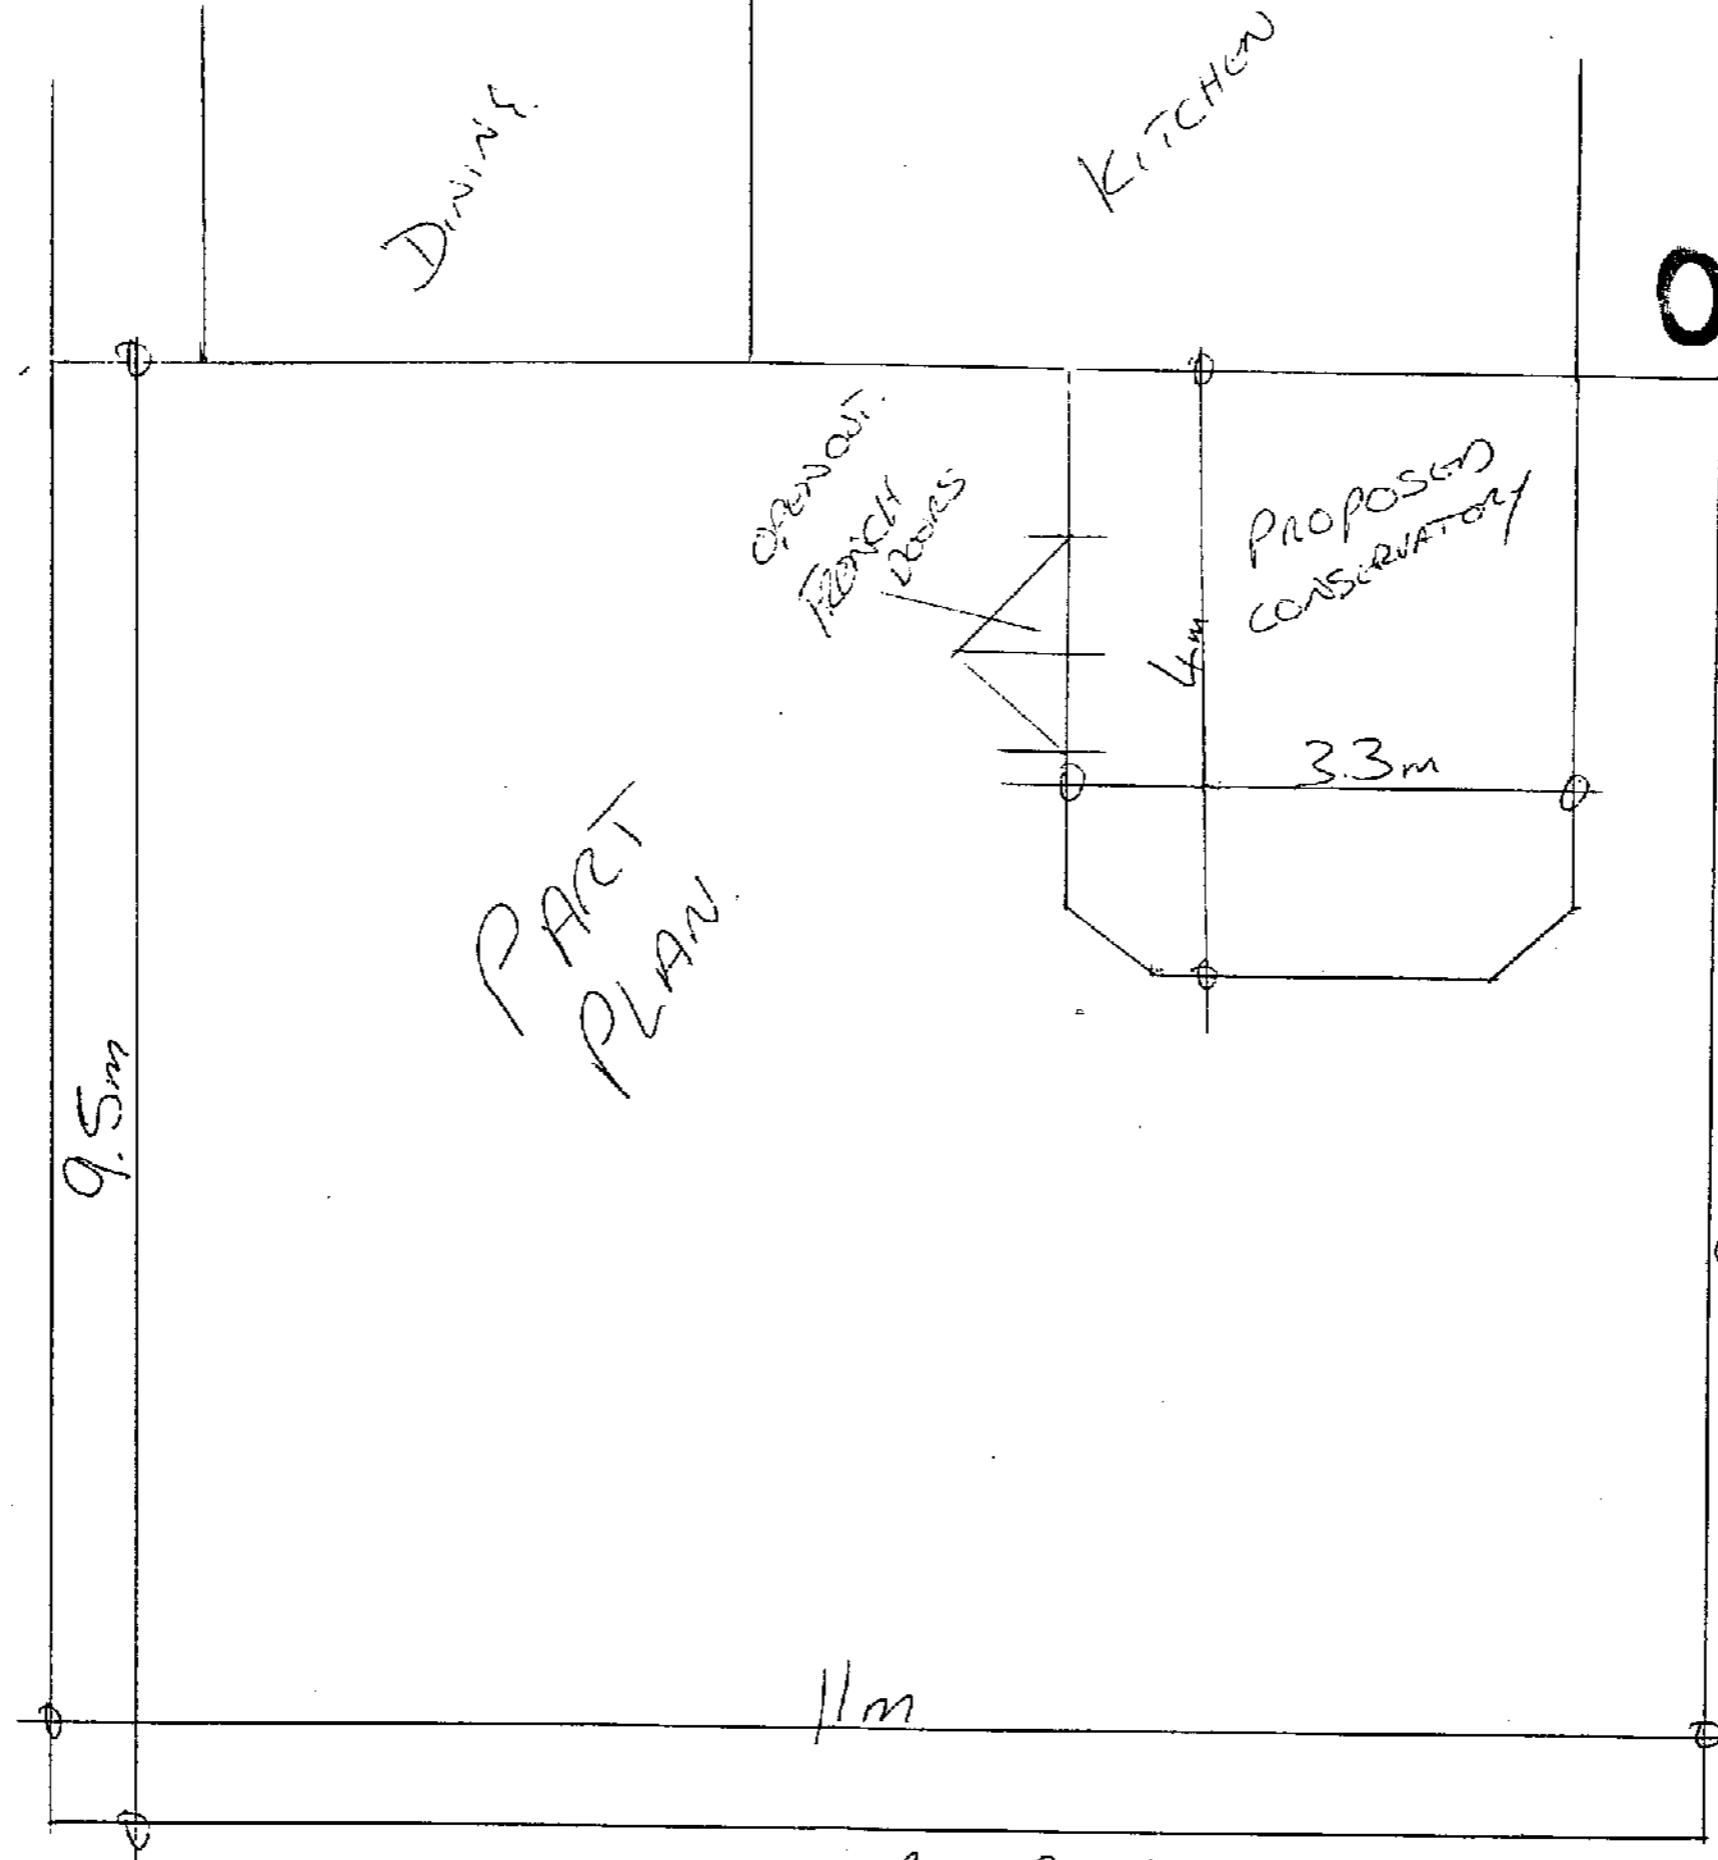 DINING.
KITCHEN
OPEN OUT.
FRENCH
DOORS
PROPOSED
CONSERVATORY
4m
3.3m
PART
PLAN.
9.5m
11m